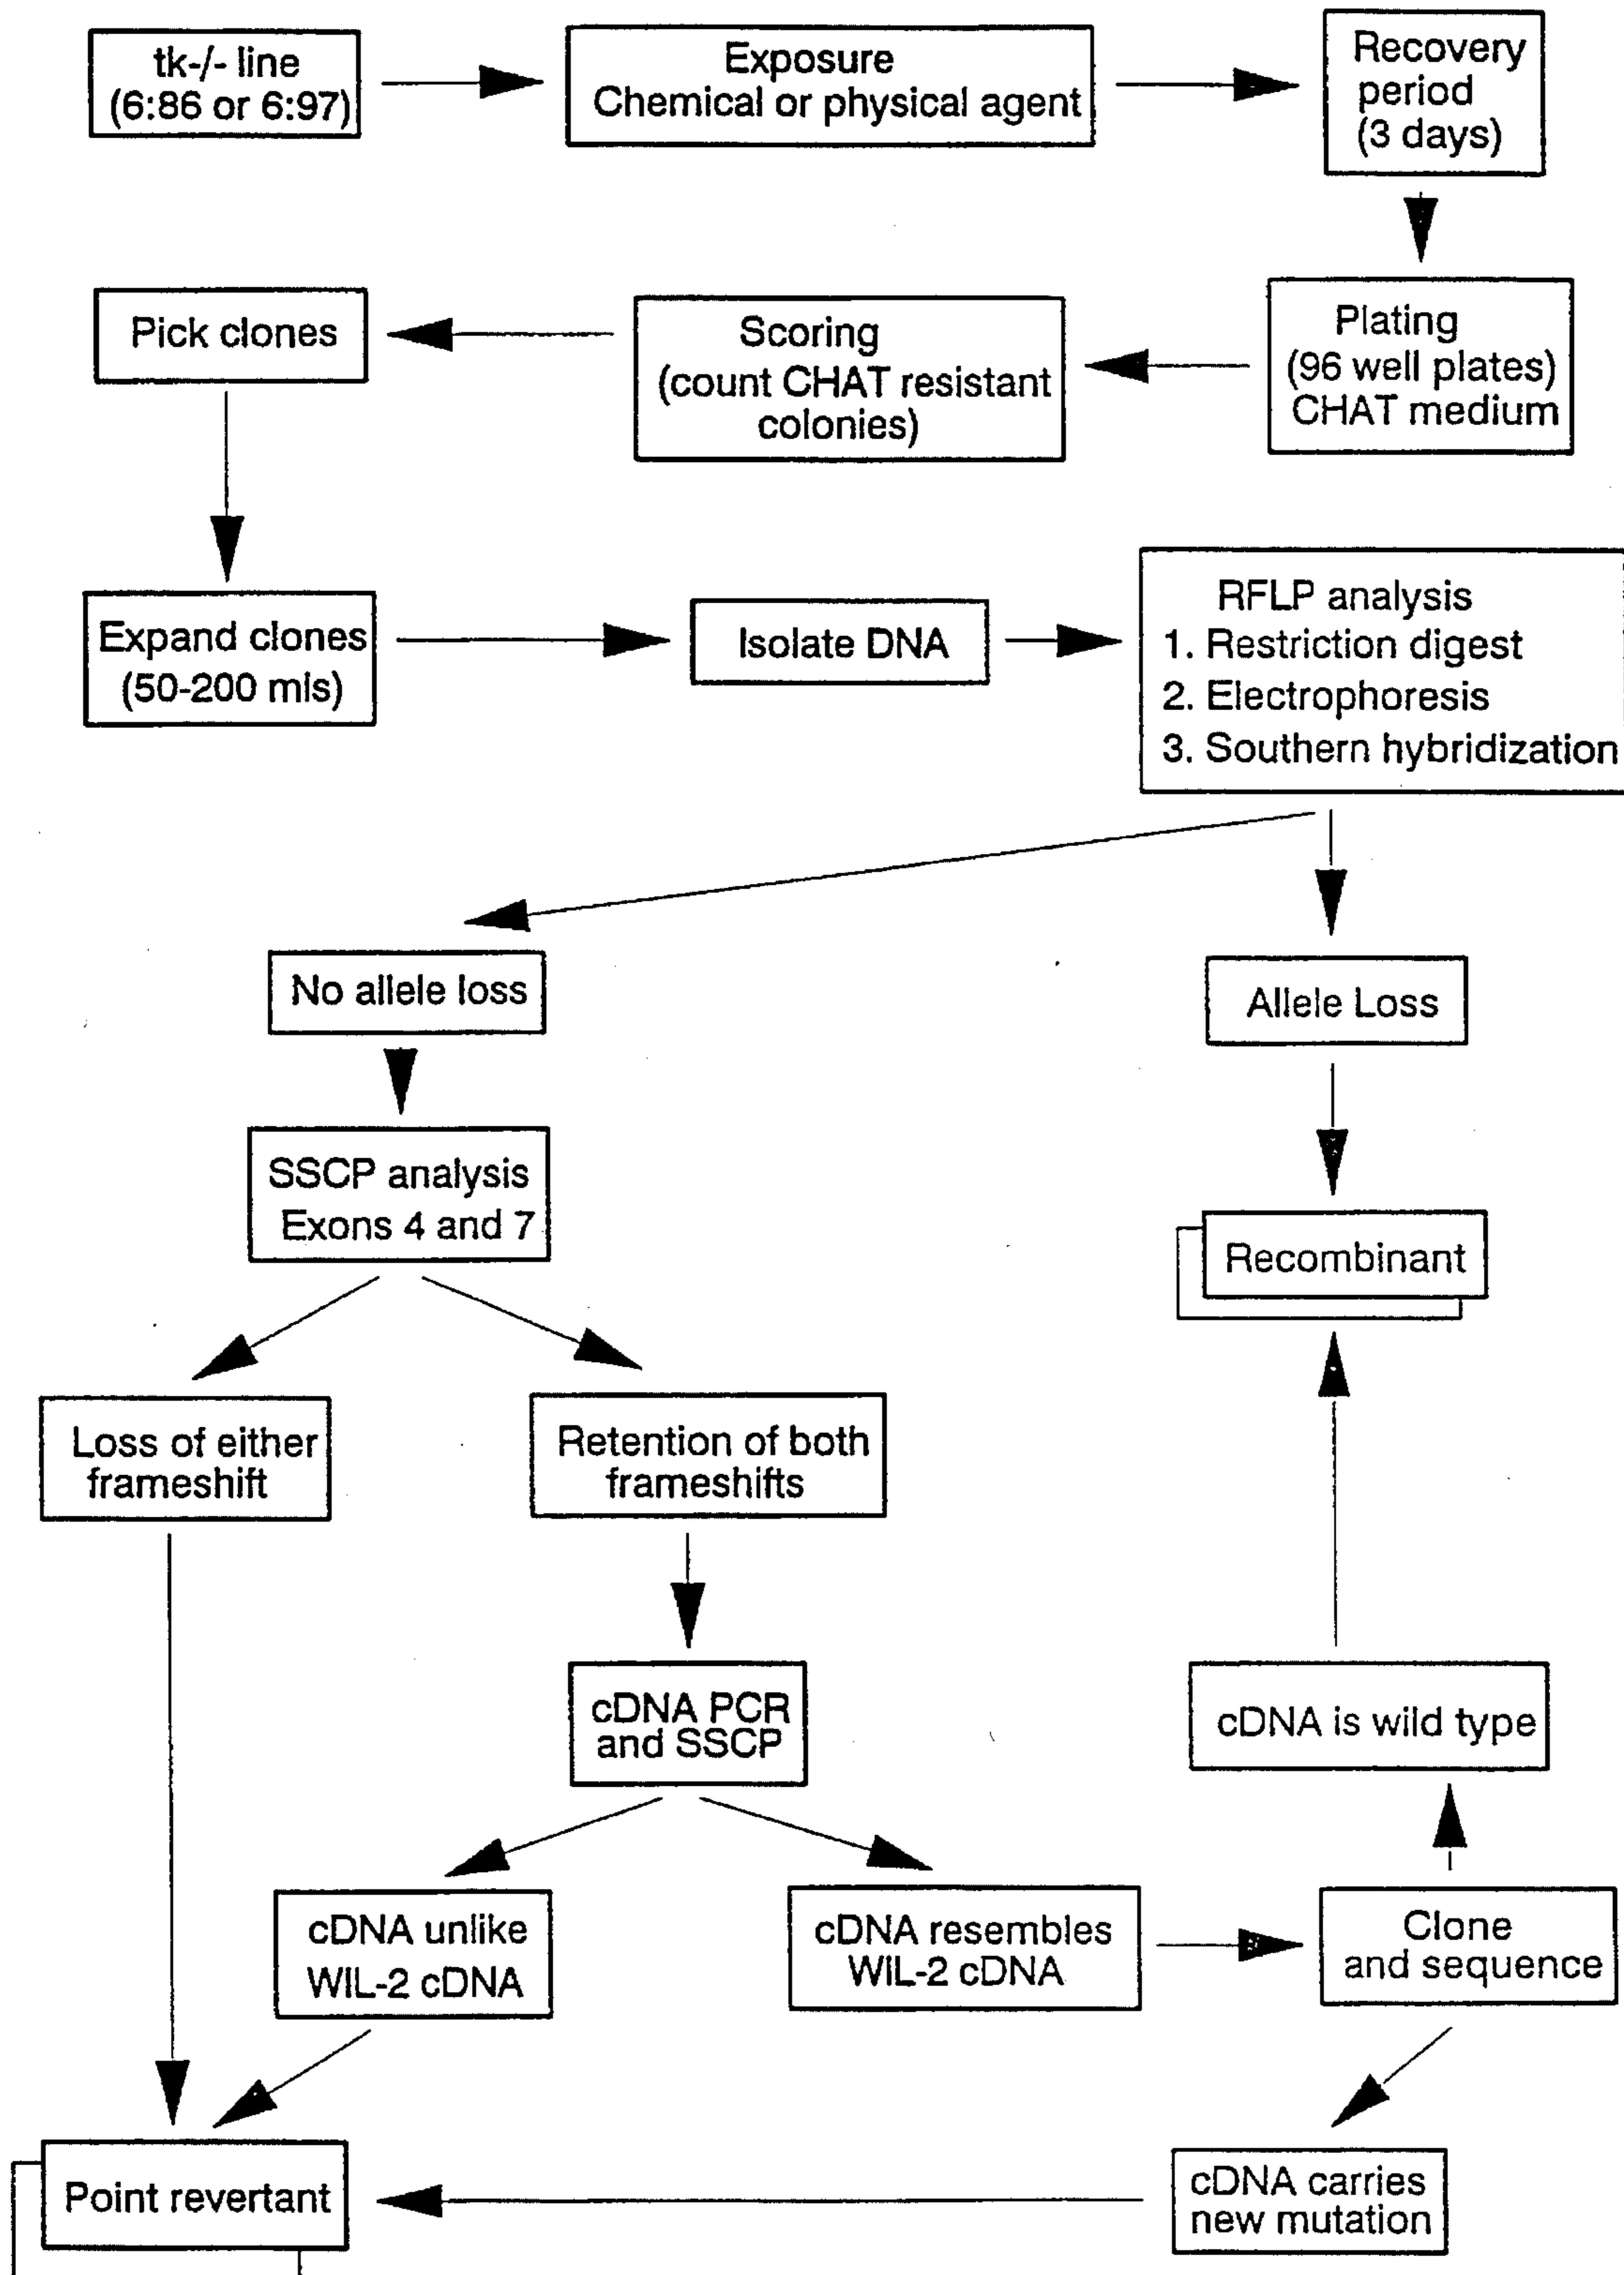 tk-/- line
(6:86 or 6:97)
Exposure
Chemical or physical agent
Recovery
period
(3 days)
Pick clones
Scoring
(count CHAT resistant
colonies)
Plating
(96 well plates)
CHAT medium
Expand clones
(50-200 mls)
Isolate DNA
RFLP analysis
1. Restriction digest
2. Electrophoresis
3. Southern hybridization
No allele loss
Allele Loss
SSCP analysis
Exons 4 and 7
Recombinant
Loss of either
frameshift
Retention of both
frameshifts
cDNA PCR
and SSCP
cDNA is wild type
cDNA unlike
WIL-2 cDNA
cDNA resembles
WIL-2 cDNA
Clone
and sequence
Point revertant
cDNA carries
new mutation